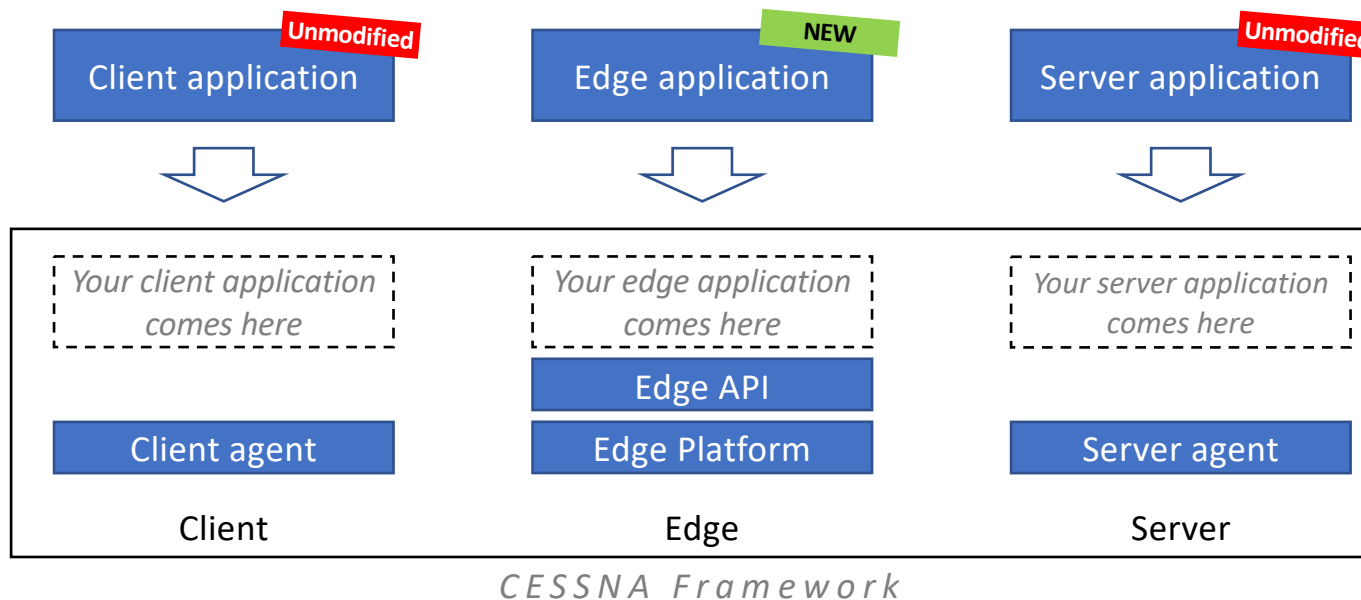 Unmodified
Client application
NEW
Edge application
Unmodified
Server application
Your client application
comes here
Your edge application
comes here
Your server application
comes here
Edge API
Client agent
Edge Platform
Server agent
Client
Edge
Server
CESSNA Framework